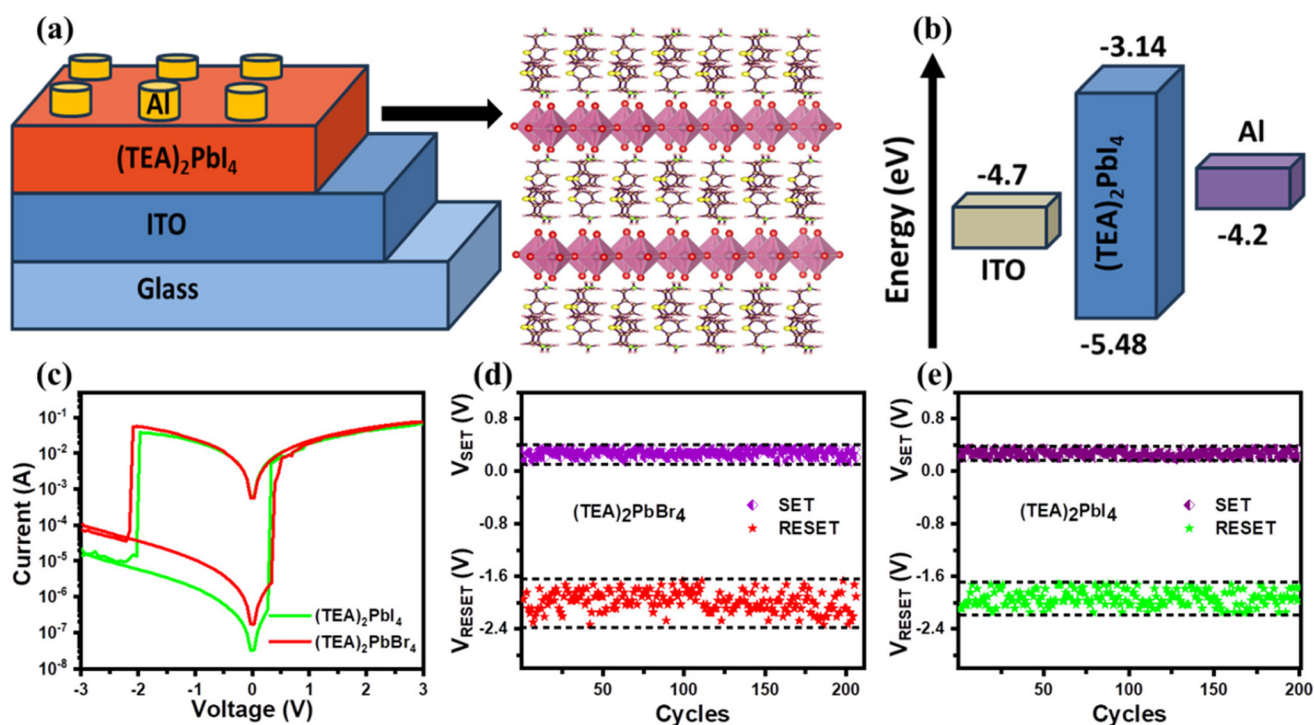 (a)
Al
(TEA)₂PbI₄
ITO
Glass
(b)
Energy (eV)
-4.7
ITO
-3.14
(TEA)₂PbI₄
-5.48
Al
-4.2
(c)
Current (A)
10⁻¹
10⁻²
10⁻³
10⁻⁴
10⁻⁵
10⁻⁶
10⁻⁷
10⁻⁸
(TEA)₂PbI₄
(TEA)₂PbBr₄
-3 -2 -1 0 1 2 3
Voltage (V)
(d)
V_RESET (V) V_SET (V)
0.8
0.0
-0.8
-1.6
-2.4
(TEA)₂PbBr₄
SET
RESET
50 100 150 200
Cycles
(e)
V_RESET (V) V_SET (V)
0.8
0.0
-0.8
-1.6
-2.4
(TEA)₂PbI₄
SET
RESET
50 100 150 200
Cycles